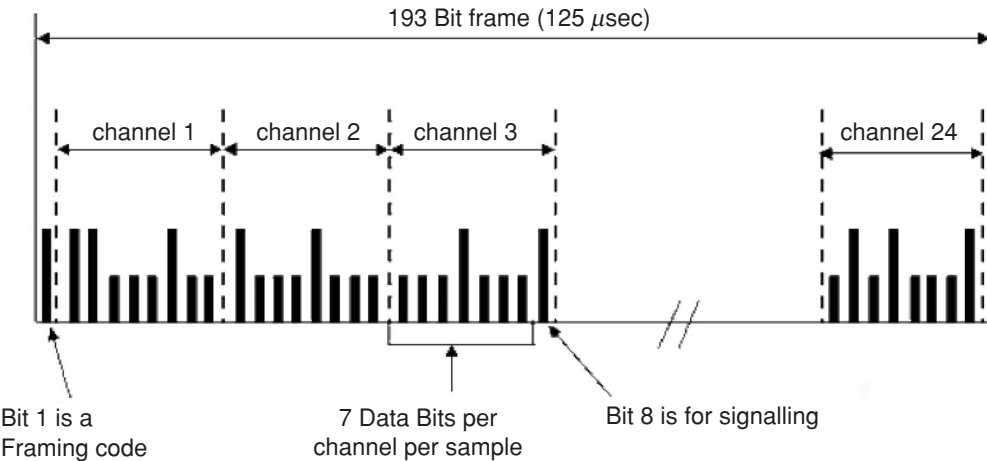 193 Bit frame (125 μsec)
channel 1
channel 2
channel 3
channel 24
Bit 1 is a
Framing code
7 Data Bits per
channel per sample
Bit 8 is for signalling